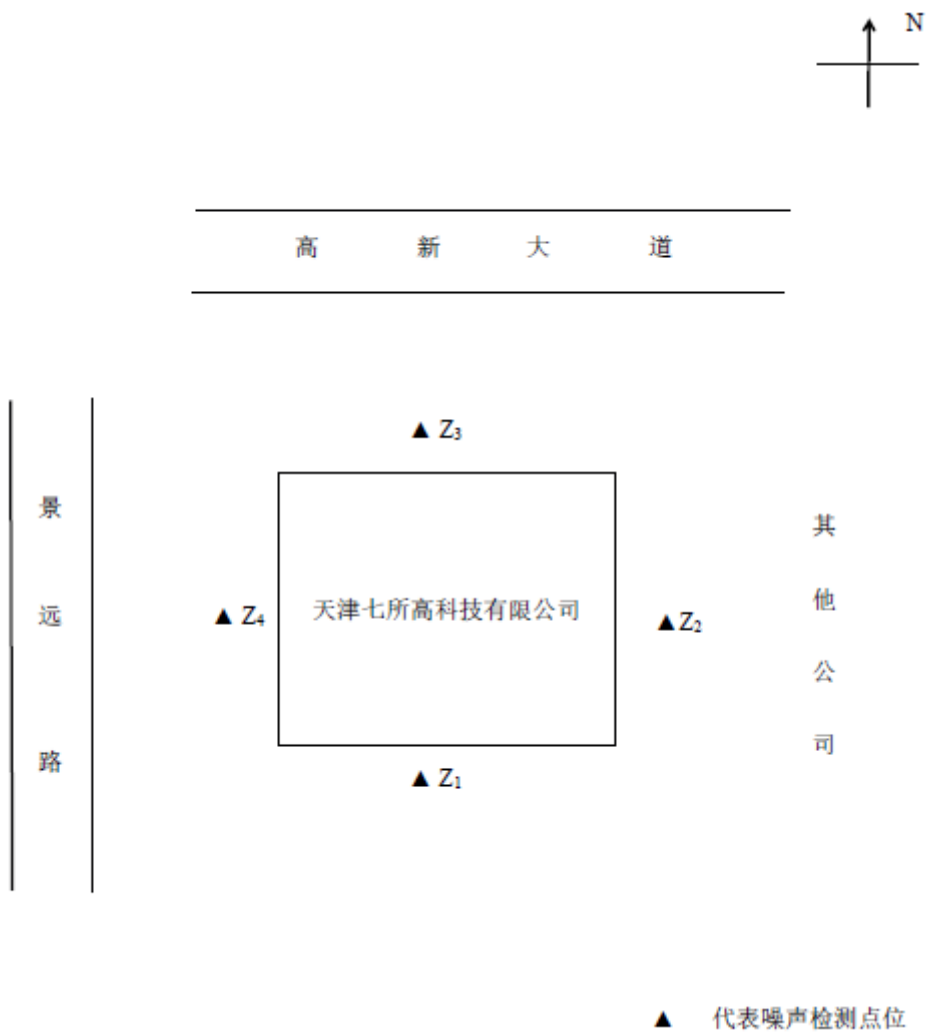 N
高新大道
▲ Z₃
景远路
其他公司
▲ Z₄
天津七所高科技有限公司
▲Z₂
▲ Z₁
▲ 代表噪声检测点位